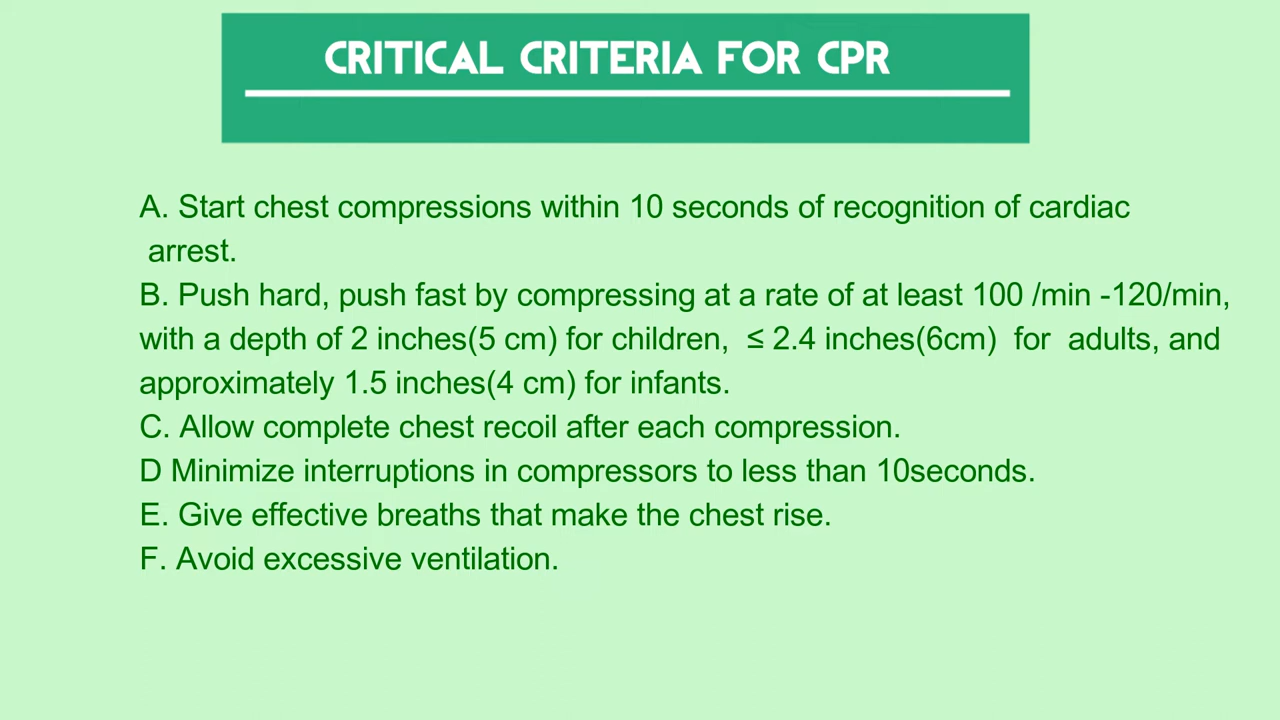 CRITICAL CRITERIA FOR CPR
A. Start chest compressions within 10 seconds of recognition of cardiac
arrest.
B. Push hard, push fast by compressing at a rate of at least 100 /min -120/min,
with a depth of 2 inches(5 cm) for children, ≤ 2.4 inches(6cm) for adults, and
approximately 1.5 inches(4 cm) for infants.
C. Allow complete chest recoil after each compression.
D Minimize interruptions in compressors to less than 10seconds.
E. Give effective breaths that make the chest rise.
F. Avoid excessive ventilation.